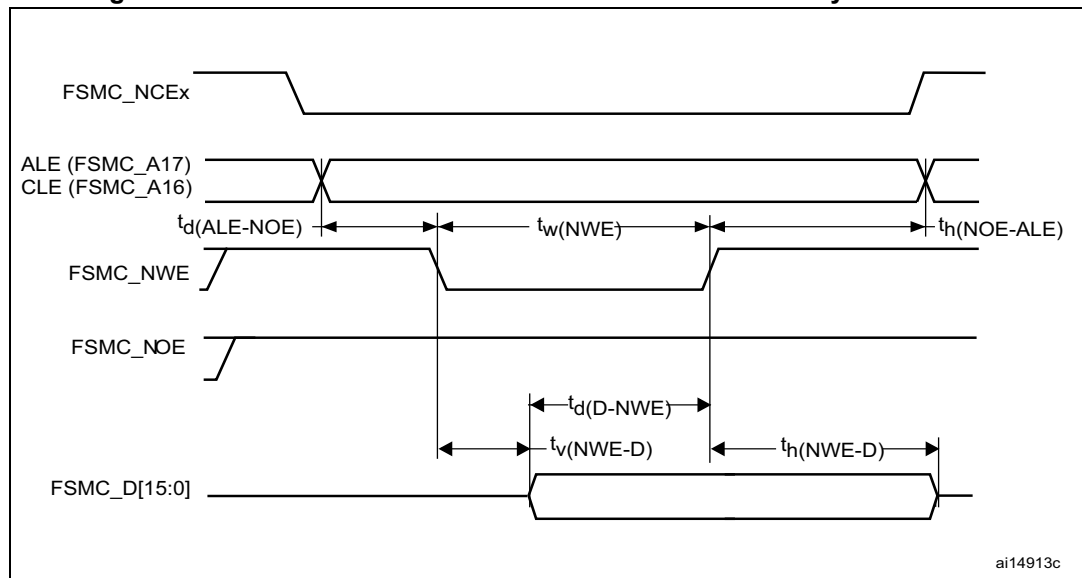 FSMC_NCEx
ALE (FSMC_A17)
CLE (FSMC_A16)
td(ALE-NOE) tw(NWE) th(NOE-ALE)
FSMC_NWE
FSMC_NOE
td(D-NWE)
tv(NWE-D) th(NWE-D)
FSMC_D[15:0]
ai14913c